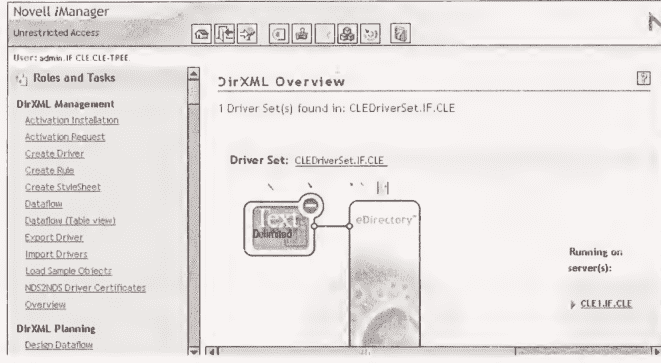 Novell iManager
Unrestricted Access
User: admin.IF.CLE.CLE-TREE
Roles and Tasks
DirXML Management
Activation Installation
Activation Request
Create Driver
Create Rule
Create StyleSheet
Dataflow
Dataflow (Table view)
Export Driver
Import Drivers
Load Sample Objects
NDS2NDS Driver Certificates
Overview
DirXML Planning
Design Dataflow
DirXML Overview
1 Driver Set(s) found in: CLEDriverSet.IF.CLE
Driver Set: CLEDriverSet.IF.CLE
Text
Delimited
eDirectory™
Running on
server(s):
CLE1.IF.CLE
N
?